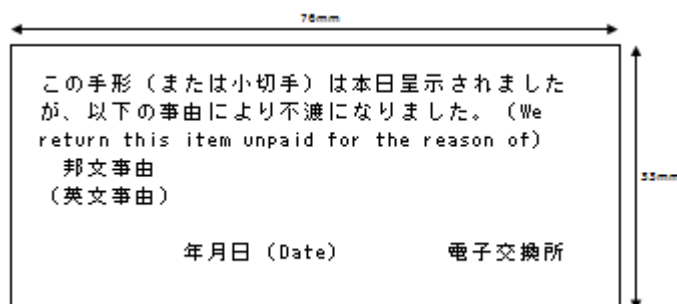 76mm
この手形（または小切手）は本日呈示されました
が、以下の事由により不渡になりました。（We
return this item unpaid for the reason of)
邦文事由
（英文事由）
33mm
年月日（Date） 電子交換所